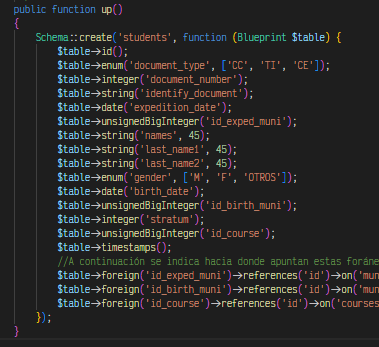 public function up()
{
Schema::create('students', function (Blueprint $table) {
$table->id();
$table->enum('document_type', ['CC', 'TI', 'CE']);
$table->integer('document_number');
$table->string('identify_document');
$table->date('expedition_date');
$table->unsignedBigInteger('id_exped_muni');
$table->string('names', 45);
$table->string('last_name1', 45);
$table->string('last_name2', 45);
$table->enum('gender', ['M', 'F', 'OTROS']);
$table->date('birth_date');
$table->unsignedBigInteger('id_birth_muni');
$table->integer('stratum');
$table->unsignedBigInteger('id_course');
$table->timestamps();
//A continuación se indica hacia donde apuntan estas foráne
$table->foreign('id_exped_muni')->references('id')->on('mun
$table->foreign('id_birth_muni')->references('id')->on('mun
$table->foreign('id_course')->references('id')->on('courses
});
}